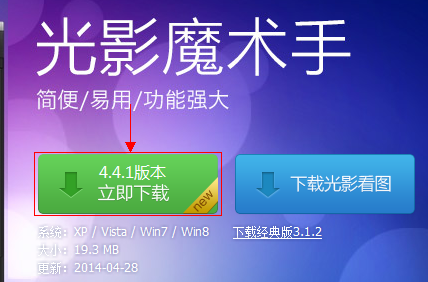 光影魔术手
简便/易用/功能强大
4.4.1版本
立即下载
new
下载光影看图
系统：XP / Vista / Win7 / Win8
下载经典版3.1.2
大小：19.3 MB
更新：2014-04-28